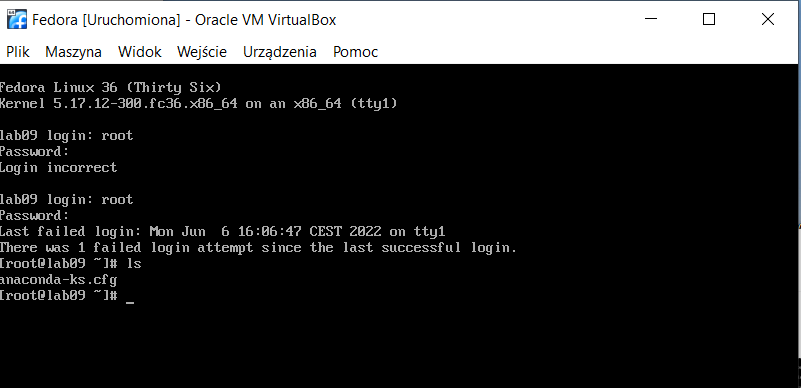 Fedora [Uruchomiona] - Oracle VM VirtualBox
Plik Maszyna Widok Wejście Urządzenia Pomoc
Fedora Linux 36 (Thirty Six)
Kernel 5.17.12-300.fc36.x86_64 on an x86_64 (tty1)
lab09 login: root
Password:
Login incorrect
lab09 login: root
Password:
Last failed login: Mon Jun  6 16:06:47 CEST 2022 on tty1
There was 1 failed login attempt since the last successful login.
[root@lab09 ~]# ls
anaconda-ks.cfg
[root@lab09 ~]# _